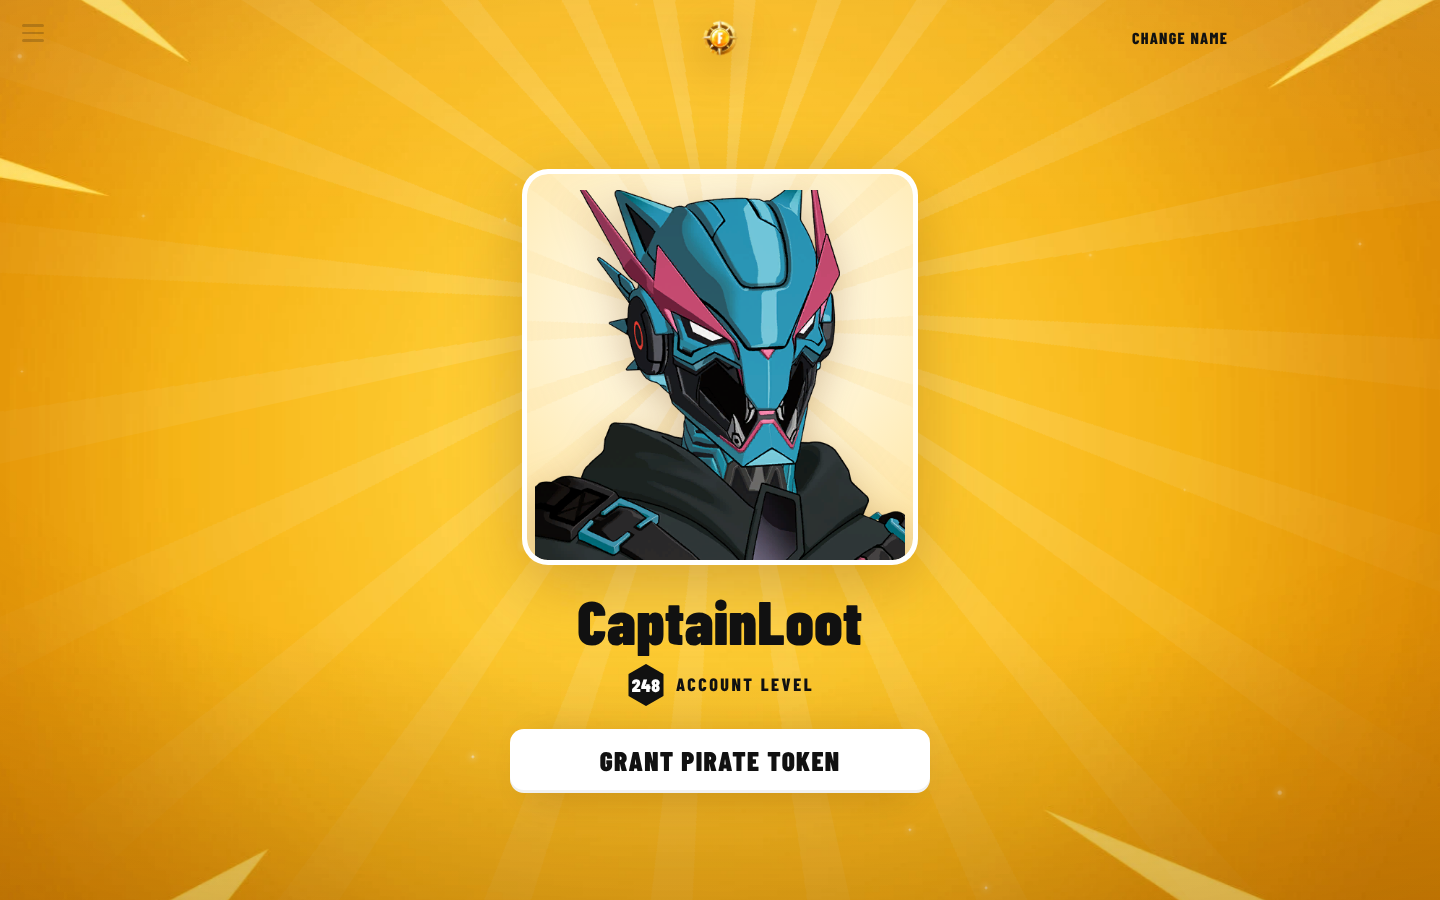 F
CHANGE NAME
CaptainLoot
248 ACCOUNT LEVEL
GRANT PIRATE TOKEN